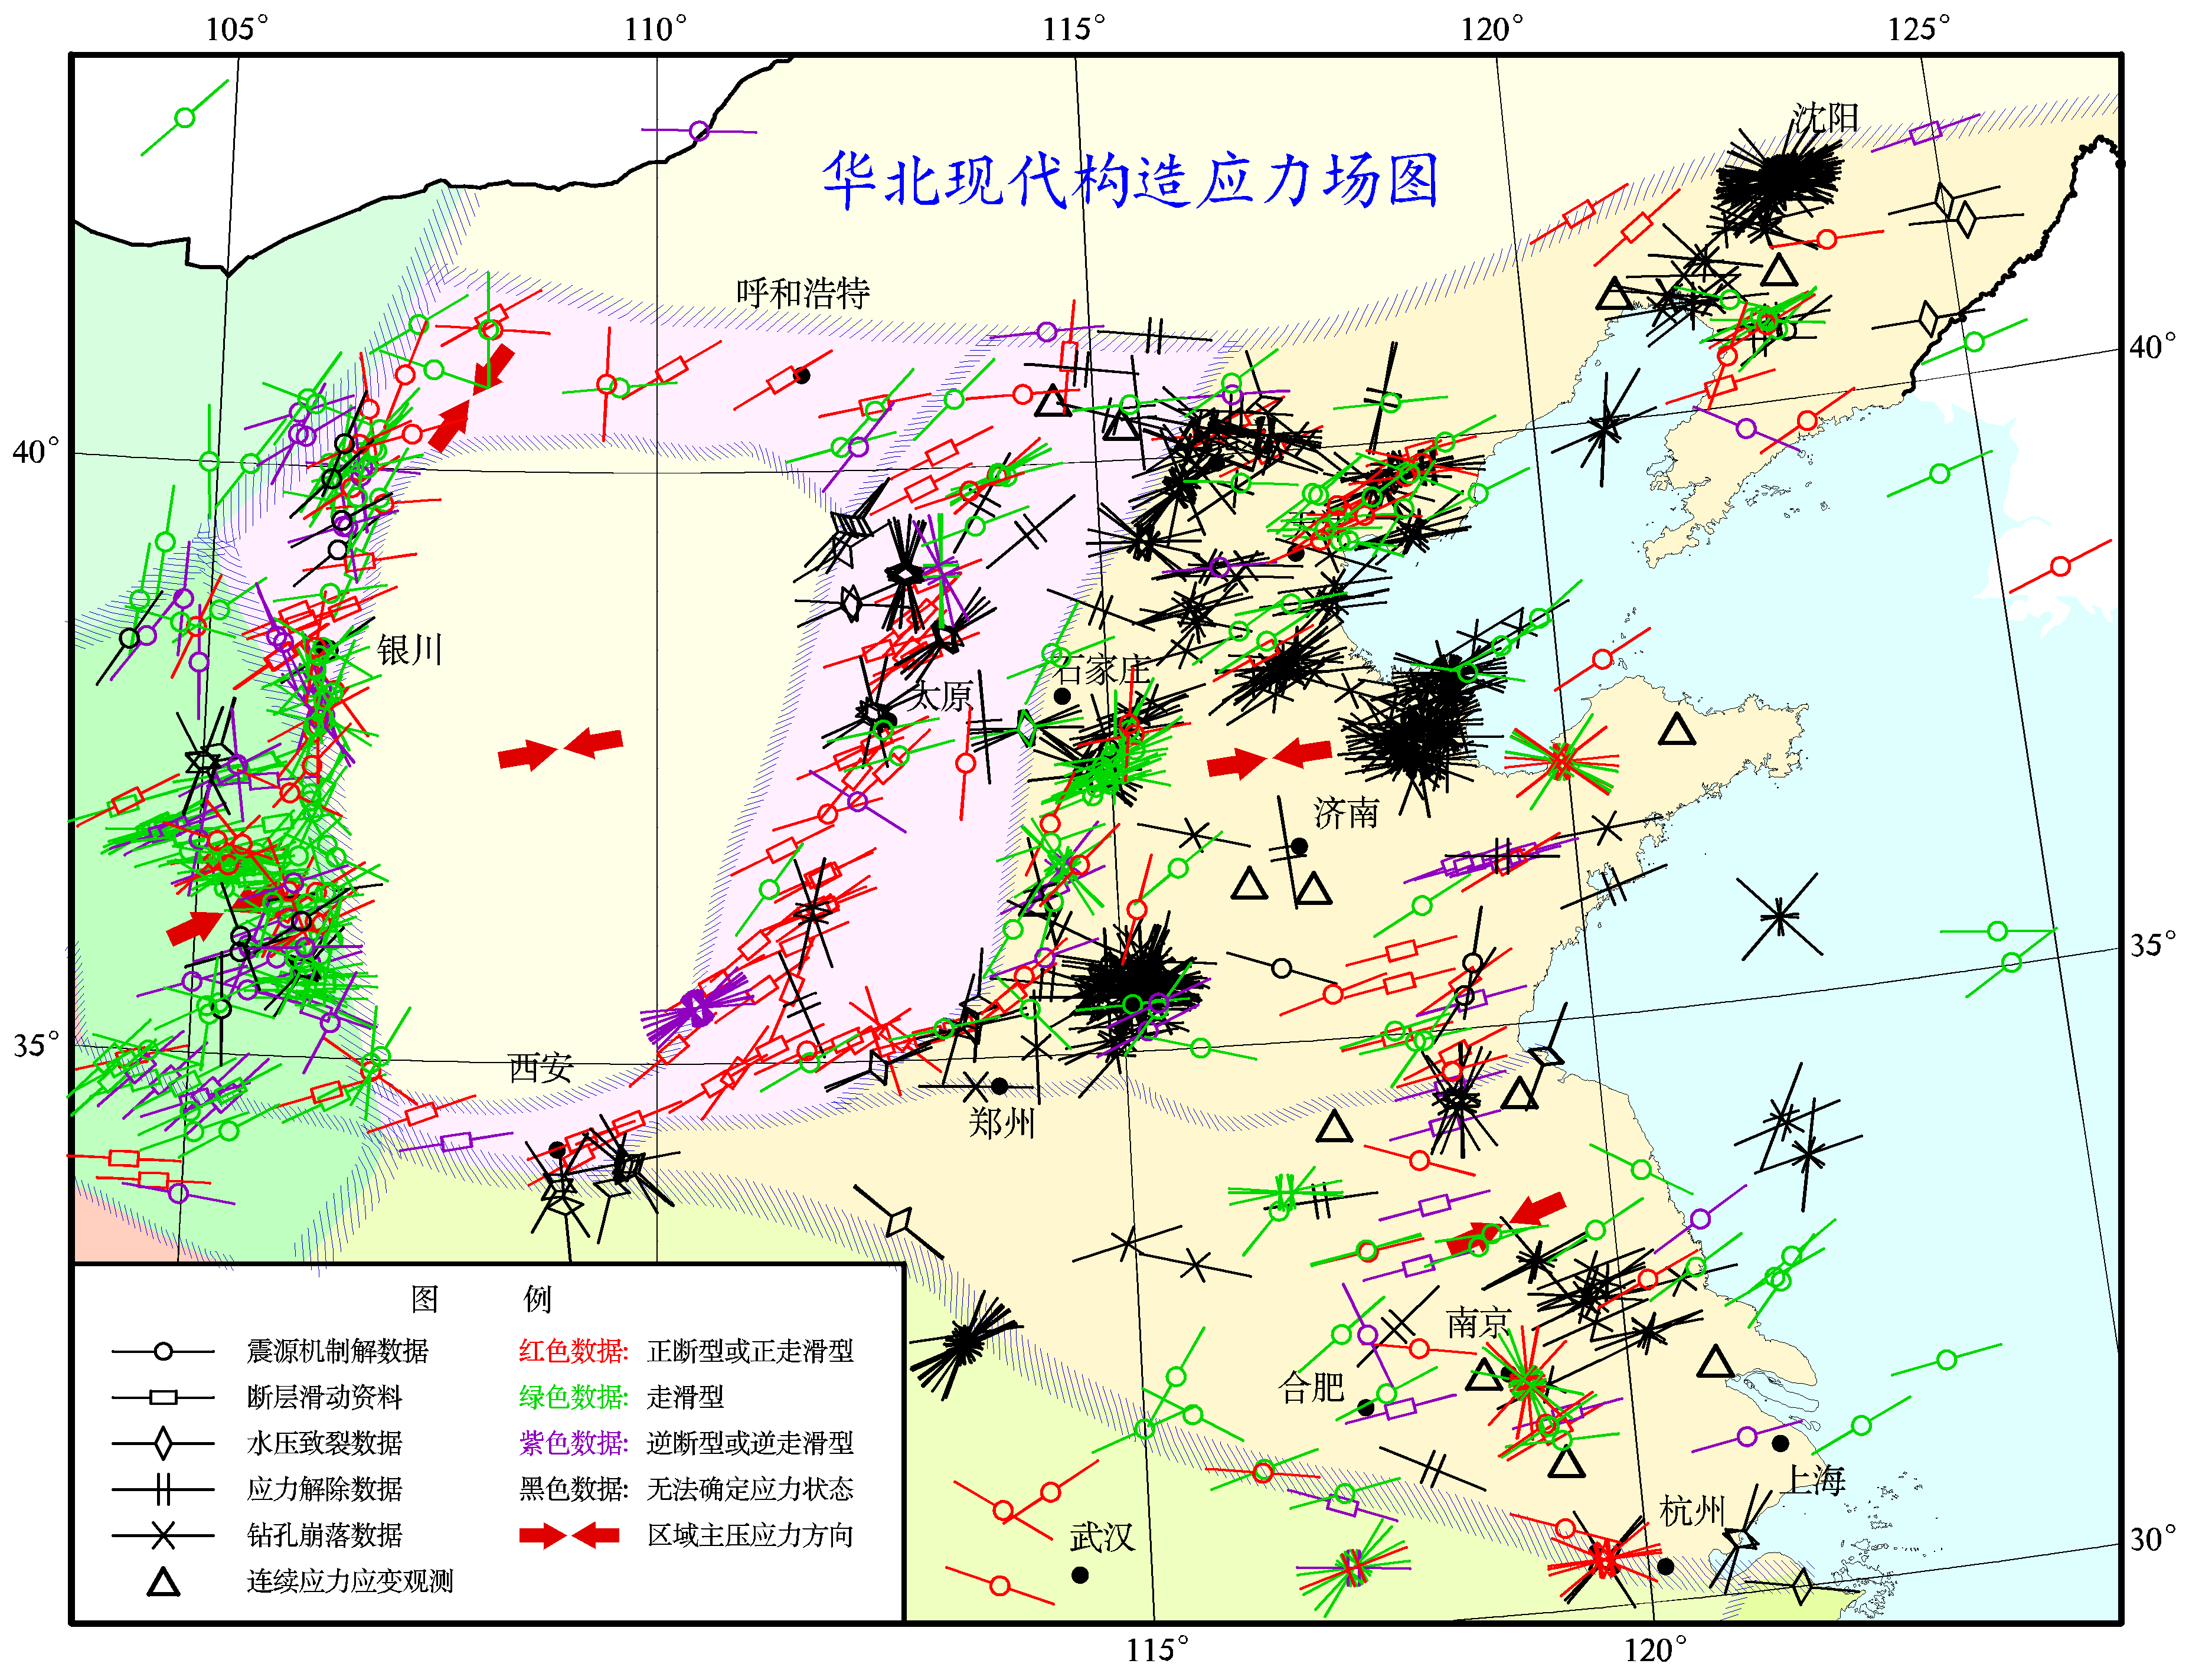 105°
110°
115°
120°
125°
沈阳
华北现代构造应力场图
呼和浩特
40°
40°
银川
石家庄
太原
济南
35°
35°
西安
郑州
南京
合肥
上海
杭州
武汉
30°
图 例
震源机制解数据
红色数据: 正断型或正走滑型
断层滑动资料
绿色数据: 走滑型
水压致裂数据
紫色数据: 逆断型或逆走滑型
应力解除数据
黑色数据: 无法确定应力状态
钻孔崩落数据
区域主压应力方向
连续应力应变观测
115°
120°